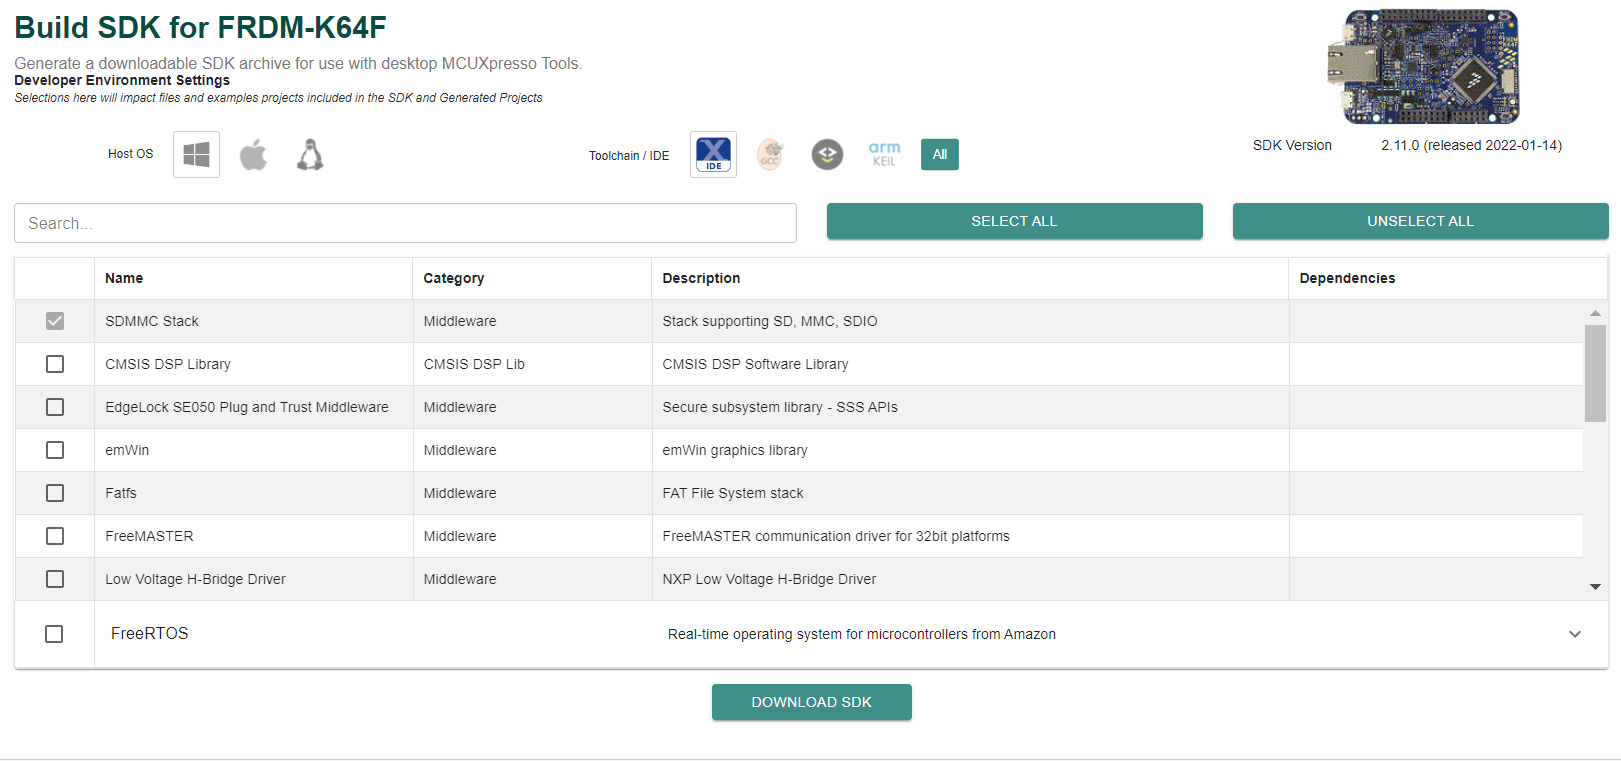 Build SDK for FRDM-K64F
Generate a downloadable SDK archive for use with desktop MCUXpresso Tools.
Developer Environment Settings
Selections here will impact files and examples projects included in the SDK and Generated Projects
Host OS
Toolchain / IDE
X
IDE
GCC
arm
KEIL
All
SDK Version
2.11.0 (released 2022-01-14)
Search...
SELECT ALL
UNSELECT ALL
Name Category Description Dependencies
SDMMC Stack Middleware Stack supporting SD, MMC, SDIO
CMSIS DSP Library CMSIS DSP Lib CMSIS DSP Software Library
EdgeLock SE050 Plug and Trust Middleware Middleware Secure subsystem library - SSS APIs
emWin Middleware emWin graphics library
Fatfs Middleware FAT File System stack
FreeMASTER Middleware FreeMASTER communication driver for 32bit platforms
Low Voltage H-Bridge Driver Middleware NXP Low Voltage H-Bridge Driver
FreeRTOS Real-time operating system for microcontrollers from Amazon
DOWNLOAD SDK